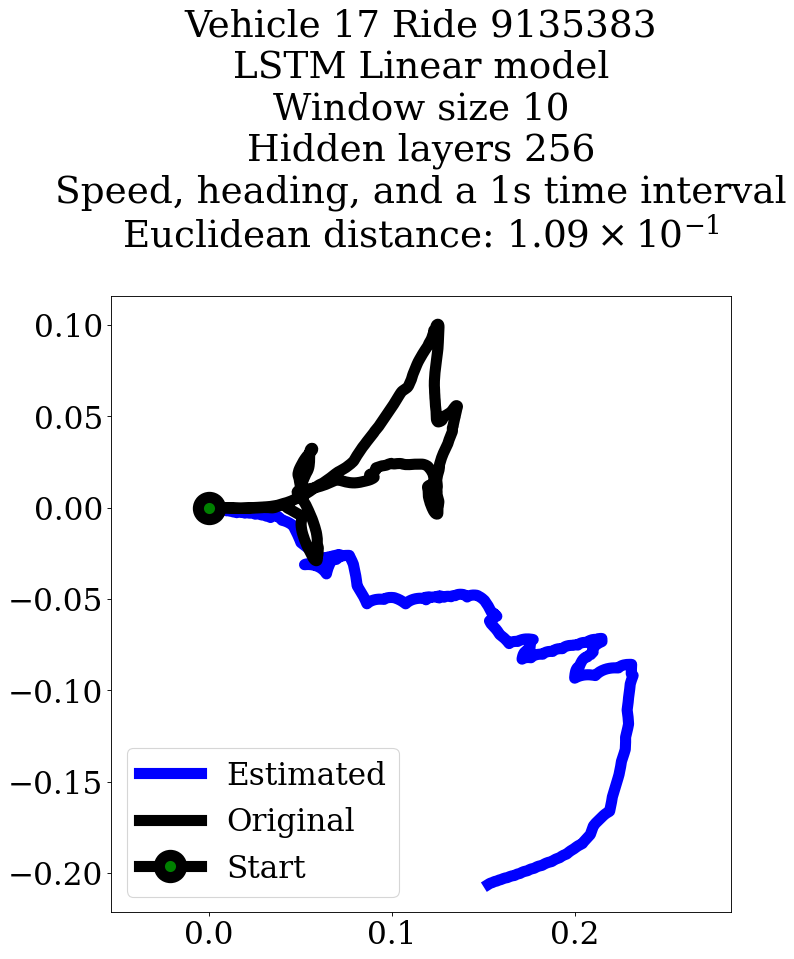 Vehicle 17 Ride 9135383
LSTM Linear model
Window size 10
Hidden layers 256
Speed, heading, and a 1s time interval
Euclidean distance: 1.09 × 10⁻¹
0.10
0.05
0.00
−0.05
−0.10
−0.15
−0.20
Estimated
Original
Start
0.0 0.1 0.2